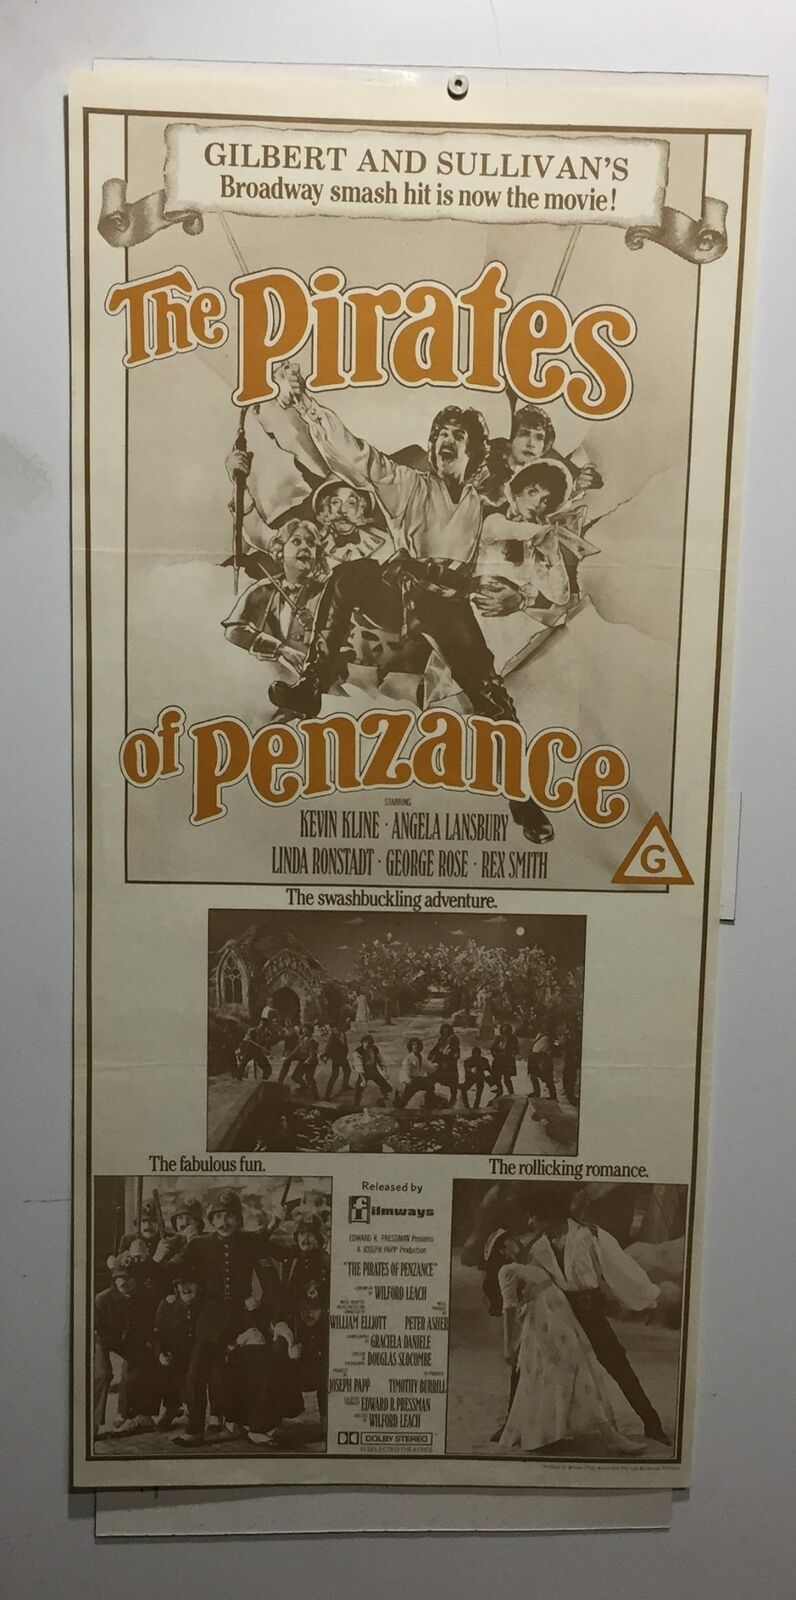 GILBERT AND SULLIVAN'S
Broadway smash hit is now the movie!
The Pirates
of Penzance
STARRING
KEVIN KLINE · ANGELA LANSBURY
LINDA RONSTADT · GEORGE ROSE · REX SMITH
G
The swashbuckling adventure.
The fabulous fun.
The rollicking romance.
Released by
filmways
EDWARD R. PRESSMAN Presents
A JOSEPH PAPP Production
"THE PIRATES OF PENZANCE"
WILFORD LEACH
WILLIAM ELLIOTT PETER ASHER
GRACIELA DANIELE
DOUGLAS SLOCOMBE
JOSEPH PAPP TIMOTHY BURRILL
EDWARD R. PRESSMAN
WILFORD LEACH
DOLBY STEREO
IN SELECTED THEATRES